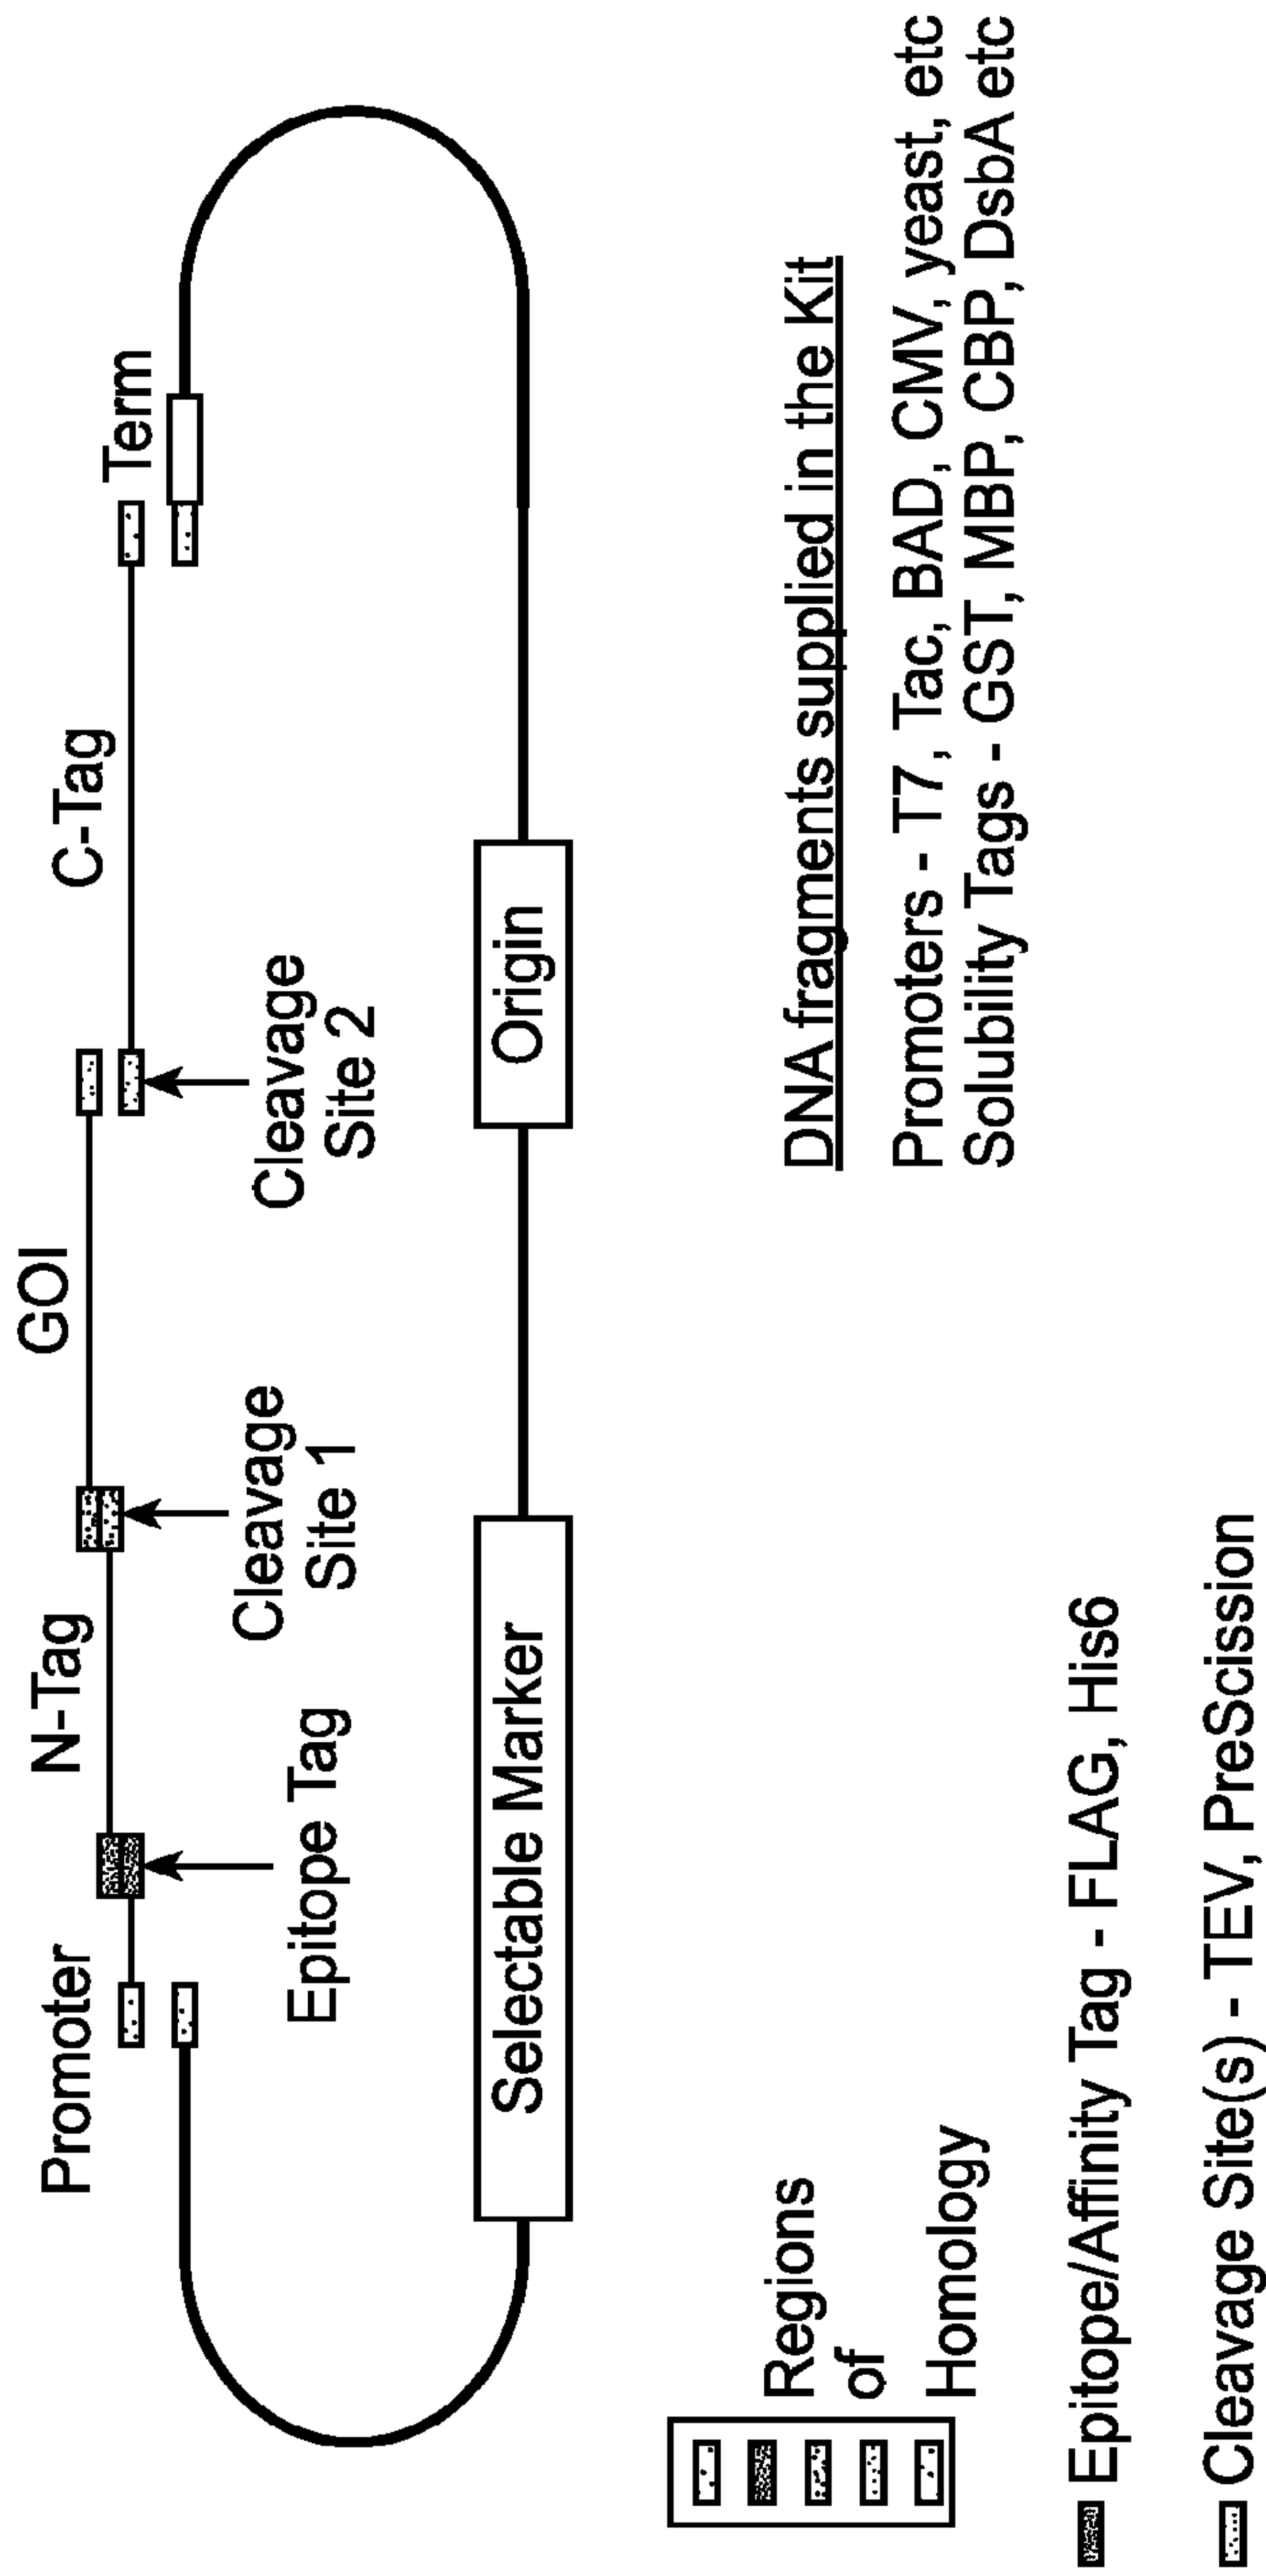 Promoter
N-Tag
GOI
C-Tag
Term
Epitope Tag
Cleavage
Site 1
Cleavage
Site 2
Selectable Marker
Origin
Regions
of
Homology
DNA fragments supplied in the Kit
Promoters - T7, Tac, BAD, CMV, yeast, etc
Solubility Tags - GST, MBP, CBP, DsbA etc
Epitope/Affinity Tag - FLAG, His6
Cleavage Site(s) - TEV, PreScission